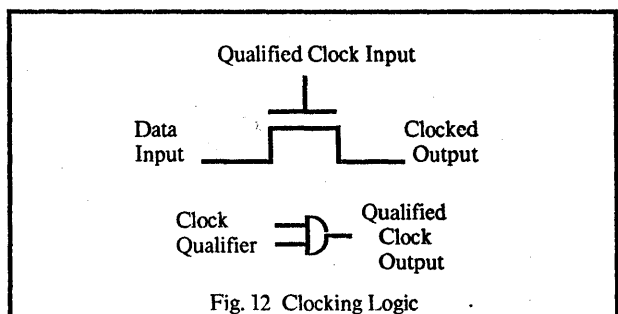 Qualified Clock Input
Data
Input
Clocked
Output
Clock
Qualifier
Qualified
Clock
Output
Fig. 12 Clocking Logic